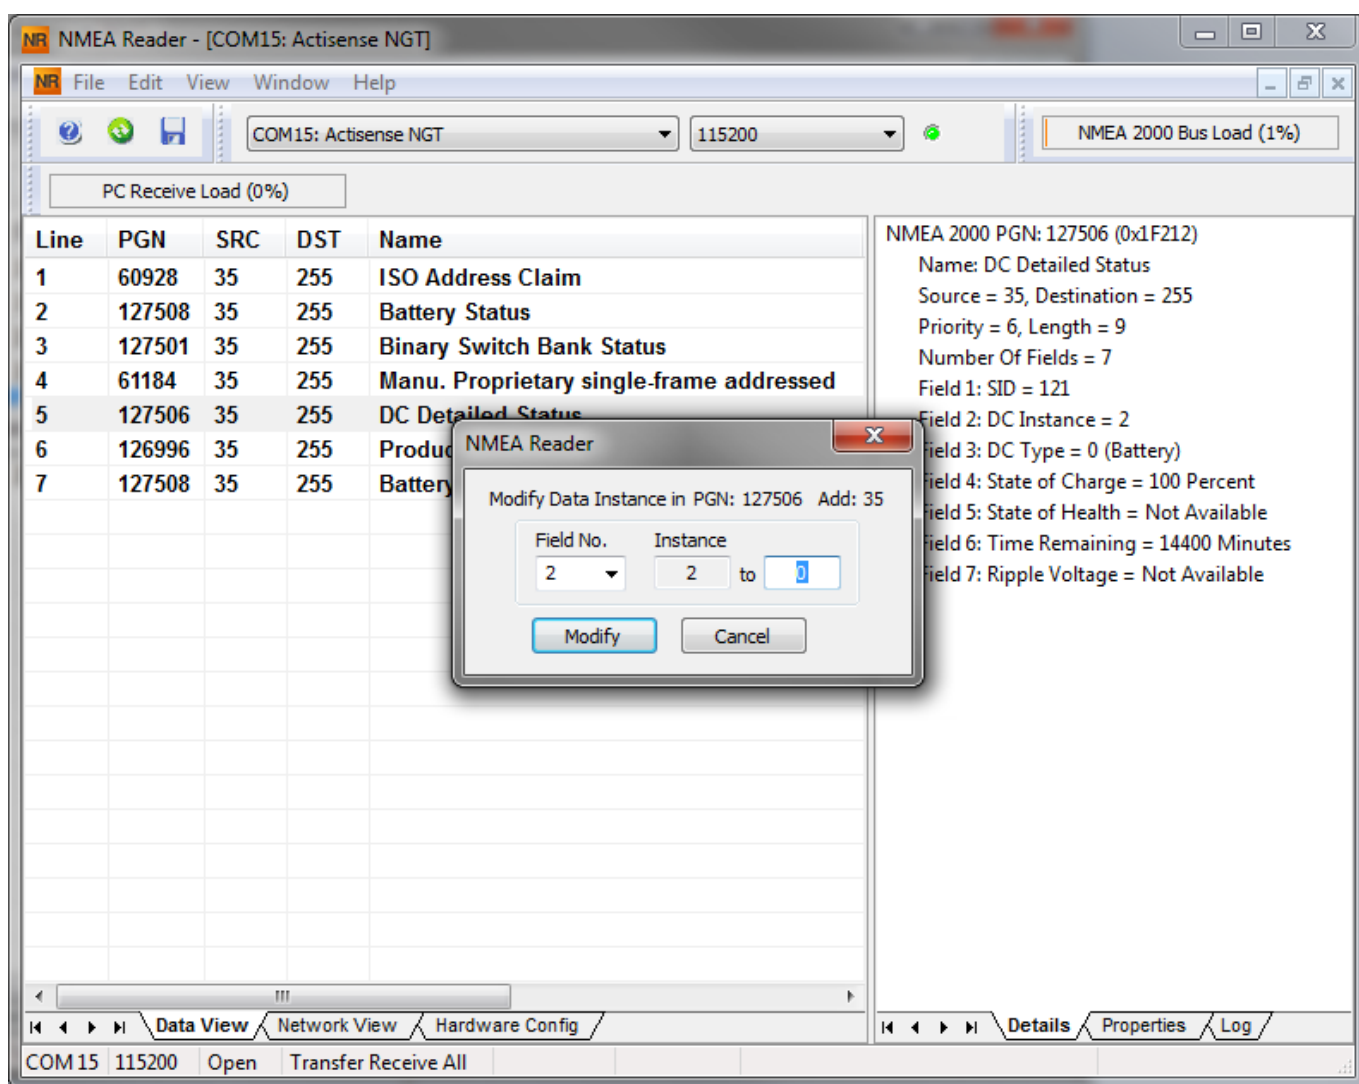 NR NMEA Reader - [COM15: Actisense NGT]
NR File Edit View Window Help
COM15: Actisense NGT 115200 NMEA 2000 Bus Load (1%)
PC Receive Load (0%)
Line PGN SRC DST Name
1 60928 35 255 ISO Address Claim
2 127508 35 255 Battery Status
3 127501 35 255 Binary Switch Bank Status
4 61184 35 255 Manu. Proprietary single-frame addressed
5 127506 35 255 DC Detailed Status
6 126996 35 255 Produc
7 127508 35 255 Battery
NMEA Reader
Modify Data Instance in PGN: 127506 Add: 35
Field No. Instance
2 2 to 0
Modify Cancel
NMEA 2000 PGN: 127506 (0x1F212)
Name: DC Detailed Status
Source = 35, Destination = 255
Priority = 6, Length = 9
Number Of Fields = 7
Field 1: SID = 121
Field 2: DC Instance = 2
Field 3: DC Type = 0 (Battery)
Field 4: State of Charge = 100 Percent
Field 5: State of Health = Not Available
Field 6: Time Remaining = 14400 Minutes
Field 7: Ripple Voltage = Not Available
Data View Network View Hardware Config
Details Properties Log
COM 15 115200 Open Transfer Receive All